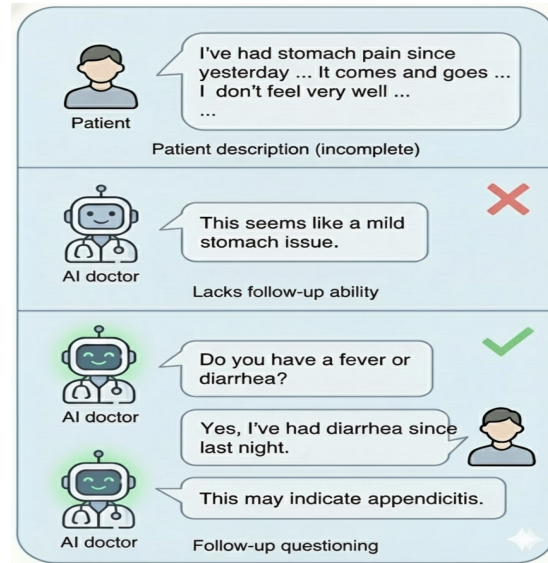 I've had stomach pain since
yesterday ... It comes and goes ...
I don't feel very well ...
...
Patient
Patient description (incomplete)
This seems like a mild
stomach issue.
AI doctor
Lacks follow-up ability
Do you have a fever or
diarrhea?
AI doctor
Yes, I've had diarrhea since
last night.
This may indicate appendicitis.
AI doctor
Follow-up questioning